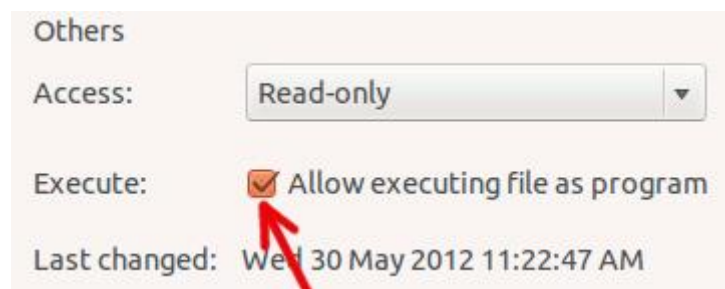 Others
Access: Read-only
Execute: Allow executing file as program
Last changed: Wed 30 May 2012 11:22:47 AM